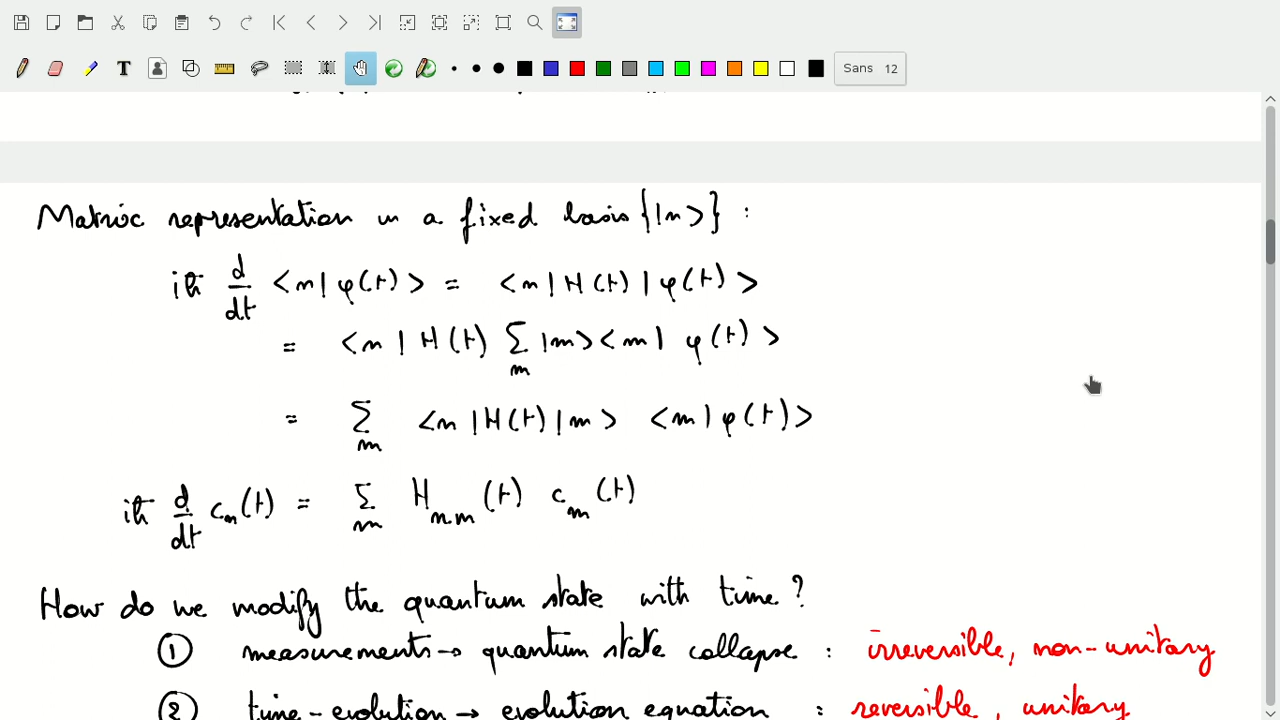 Sans 12
Matrix representation in a fixed basis {|n>} :
iħ d/dt <n|φ(t)> = <n|H(t)|φ(t)>
= <n|H(t) Σ_m |m><m| φ(t)>
= Σ_m <n|H(t)|m> <m|φ(t)>
iħ d/dt c_n(t) = Σ_m H_nm(t) c_m(t)
How do we modify the quantum state with time?
① measurements → quantum state collapse : irreversible, non-unitary
② time-evolution → evolution equation : reversible, unitary